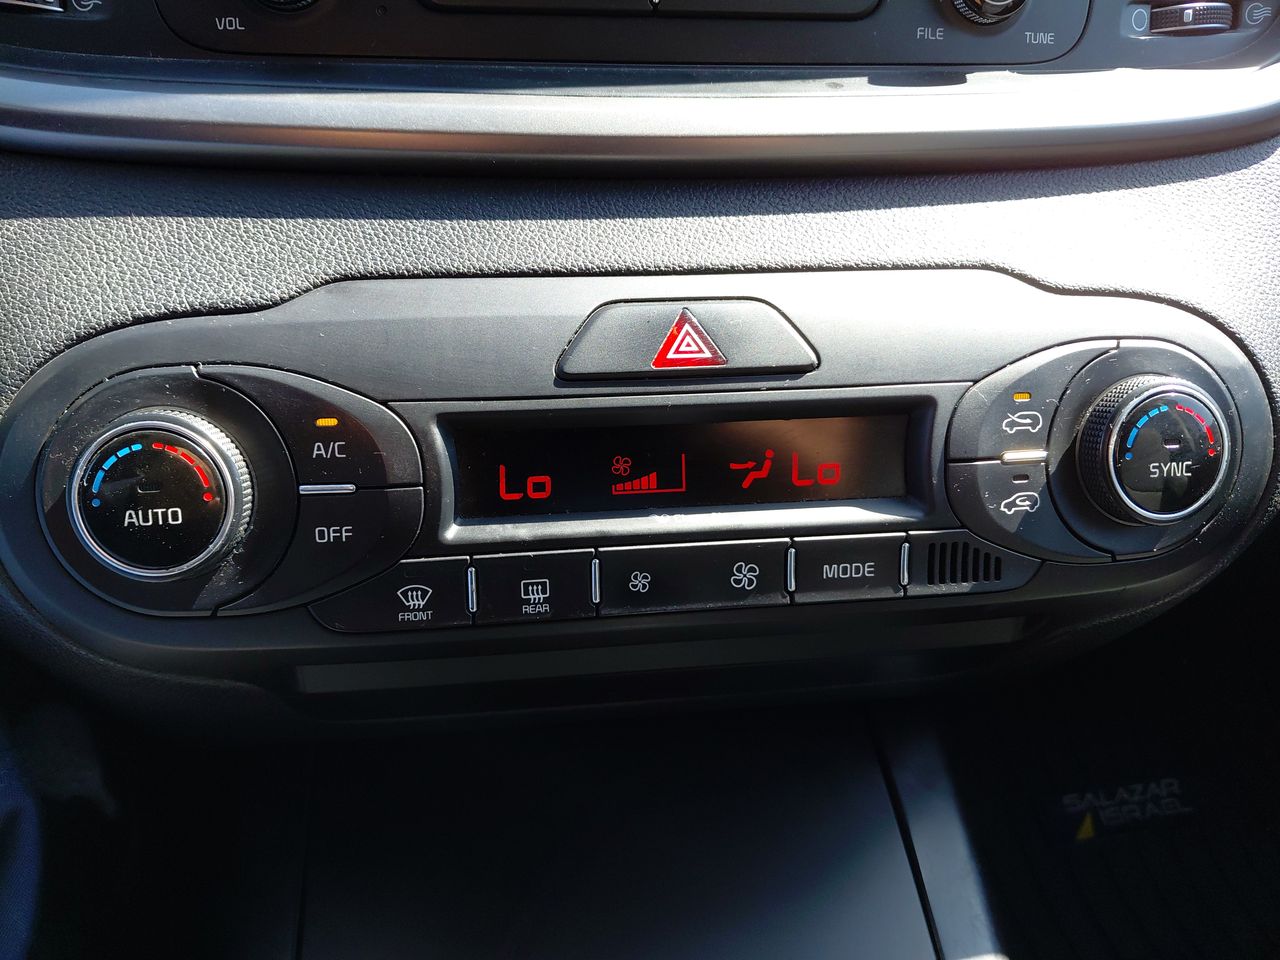 VOL
FILE
TUNE
A/C
Lo
Lo
AUTO
OFF
SYNC
FRONT
REAR
MODE
SALAZAR
ISRAEL